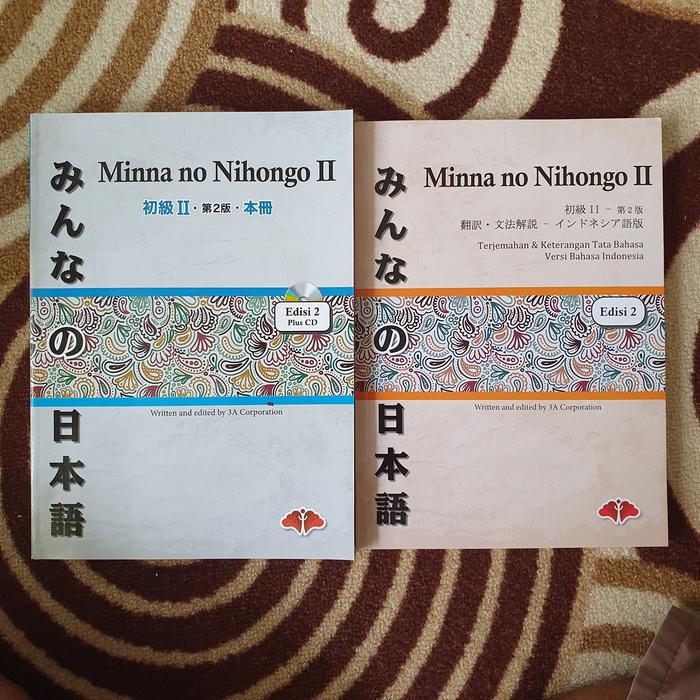 みんなの日本語
Minna no Nihongo II
初級 II・第2版・本冊
Edisi 2
Plus CD
Written and edited by 3A Corporation
みんなの日本語
Minna no Nihongo II
初級 II － 第2版
翻訳・文法解説 － インドネシア語版
Terjemahan & Keterangan Tata Bahasa
Versi Bahasa Indonesia
Edisi 2
Written and edited by 3A Corporation